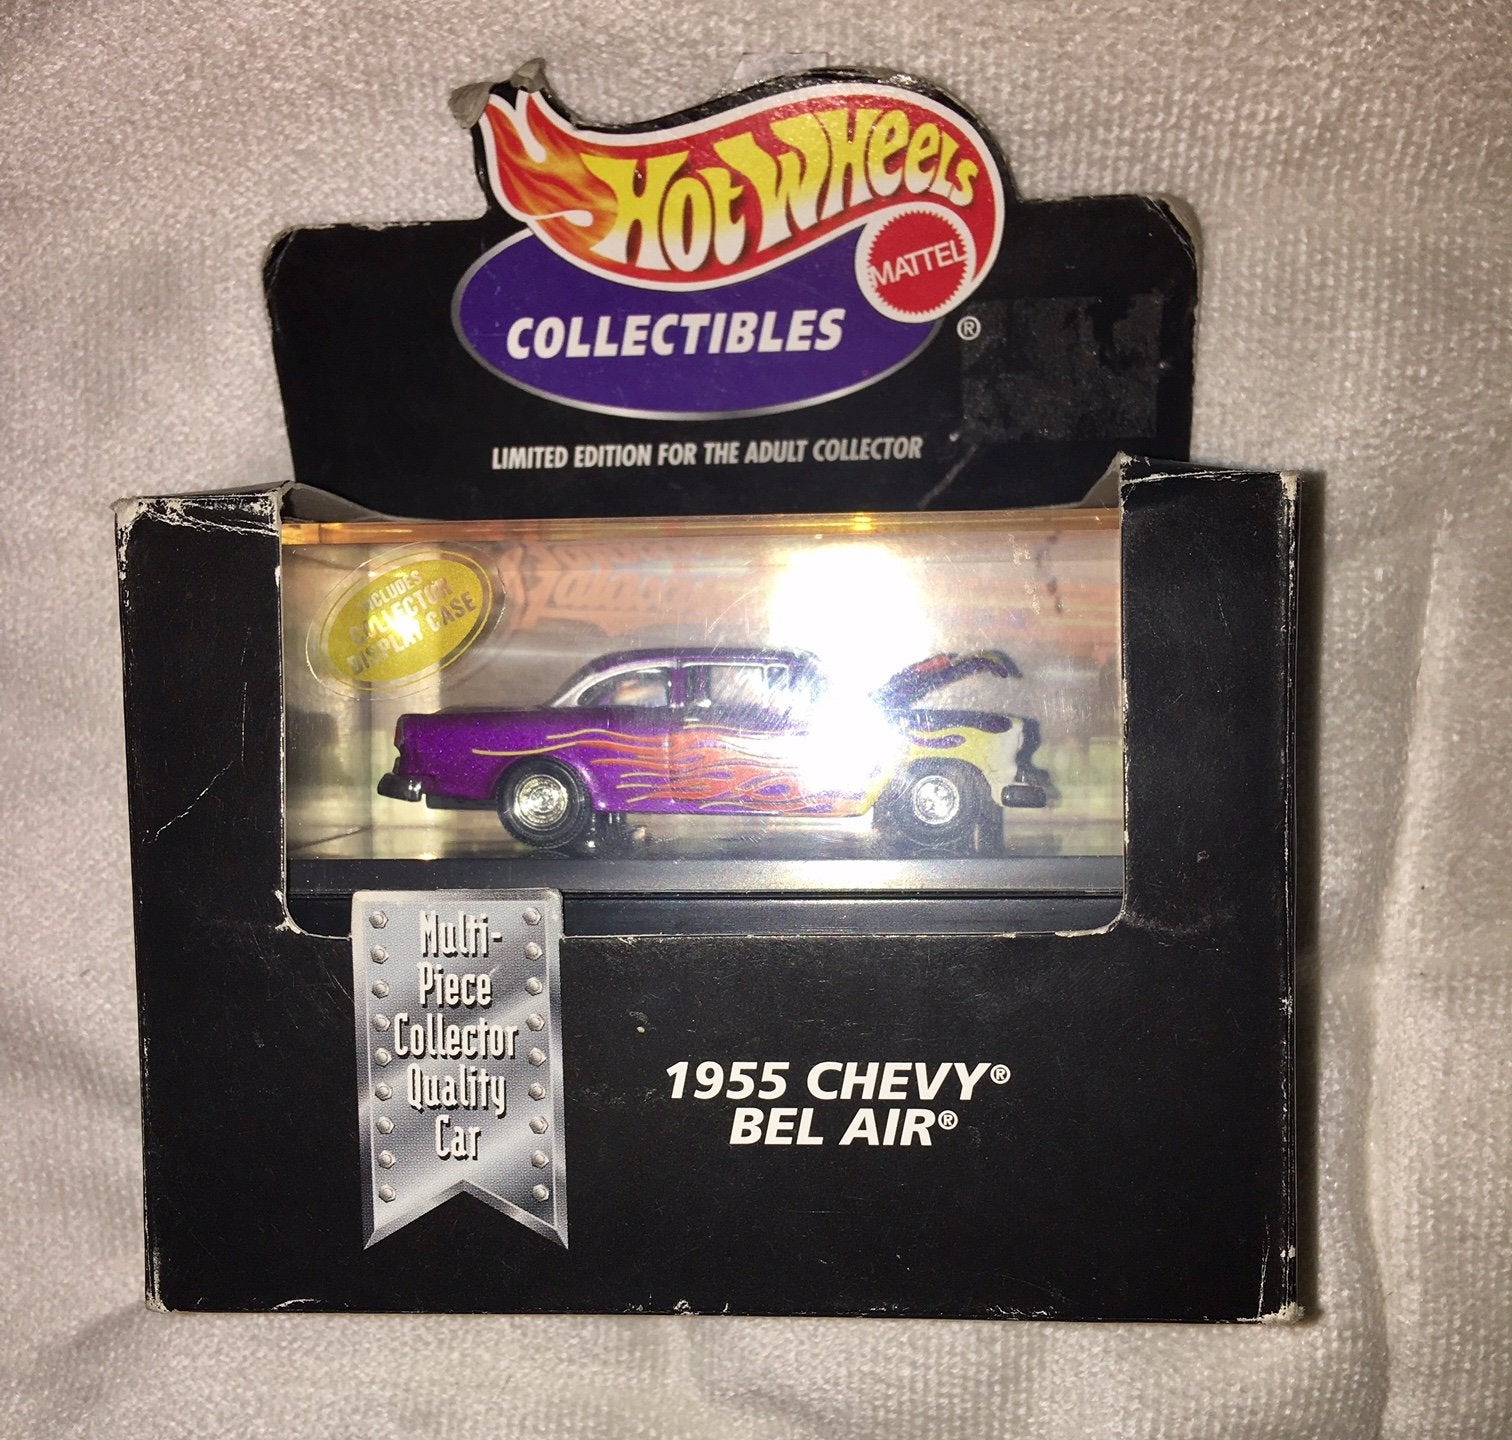 HOT WHEELS
MATTEL
COLLECTIBLES
®
LIMITED EDITION FOR THE ADULT COLLECTOR
INCLUDES
COLLECTOR
DISPLAY CASE
Multi-
Piece
Collector
Quality
Car
1955 CHEVY®
BEL AIR®